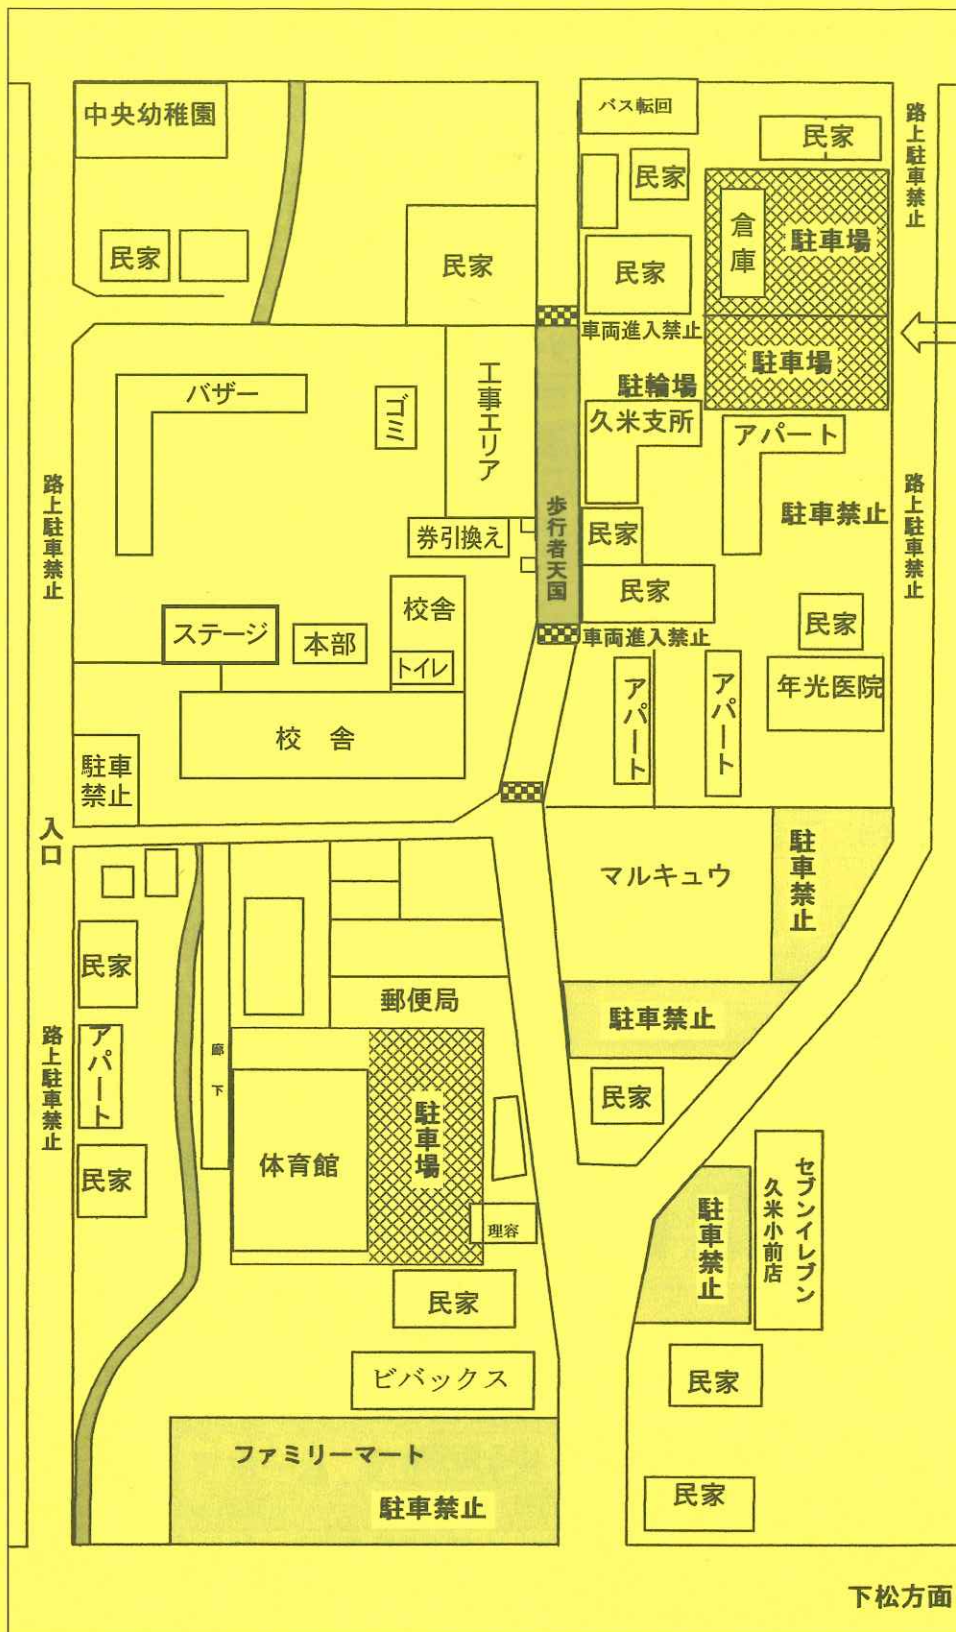 中央幼稚園
バス転回
民家
路上駐車禁止
民家
倉庫
駐車場
民家
民家
民家
車両進入禁止
駐車場
工事エリア
バザー
ゴミ
駐輪場
久米支所
アパート
路上駐車禁止
路上駐車禁止
歩行者天国
駐車禁止
券引換え
民家
民家
校舎
ステージ
本部
トイレ
車両進入禁止
民家
アパート
アパート
年光医院
校 舎
駐車
禁止
入口
マルキュウ
駐車禁止
民家
郵便局
駐車禁止
路上駐車禁止
アパート
廊下
駐車場
民家
民家
体育館
セブンイレブン
久米小前店
駐車禁止
理容
民家
ビバックス
民家
ファミリーマート
駐車禁止
民家
下松方面